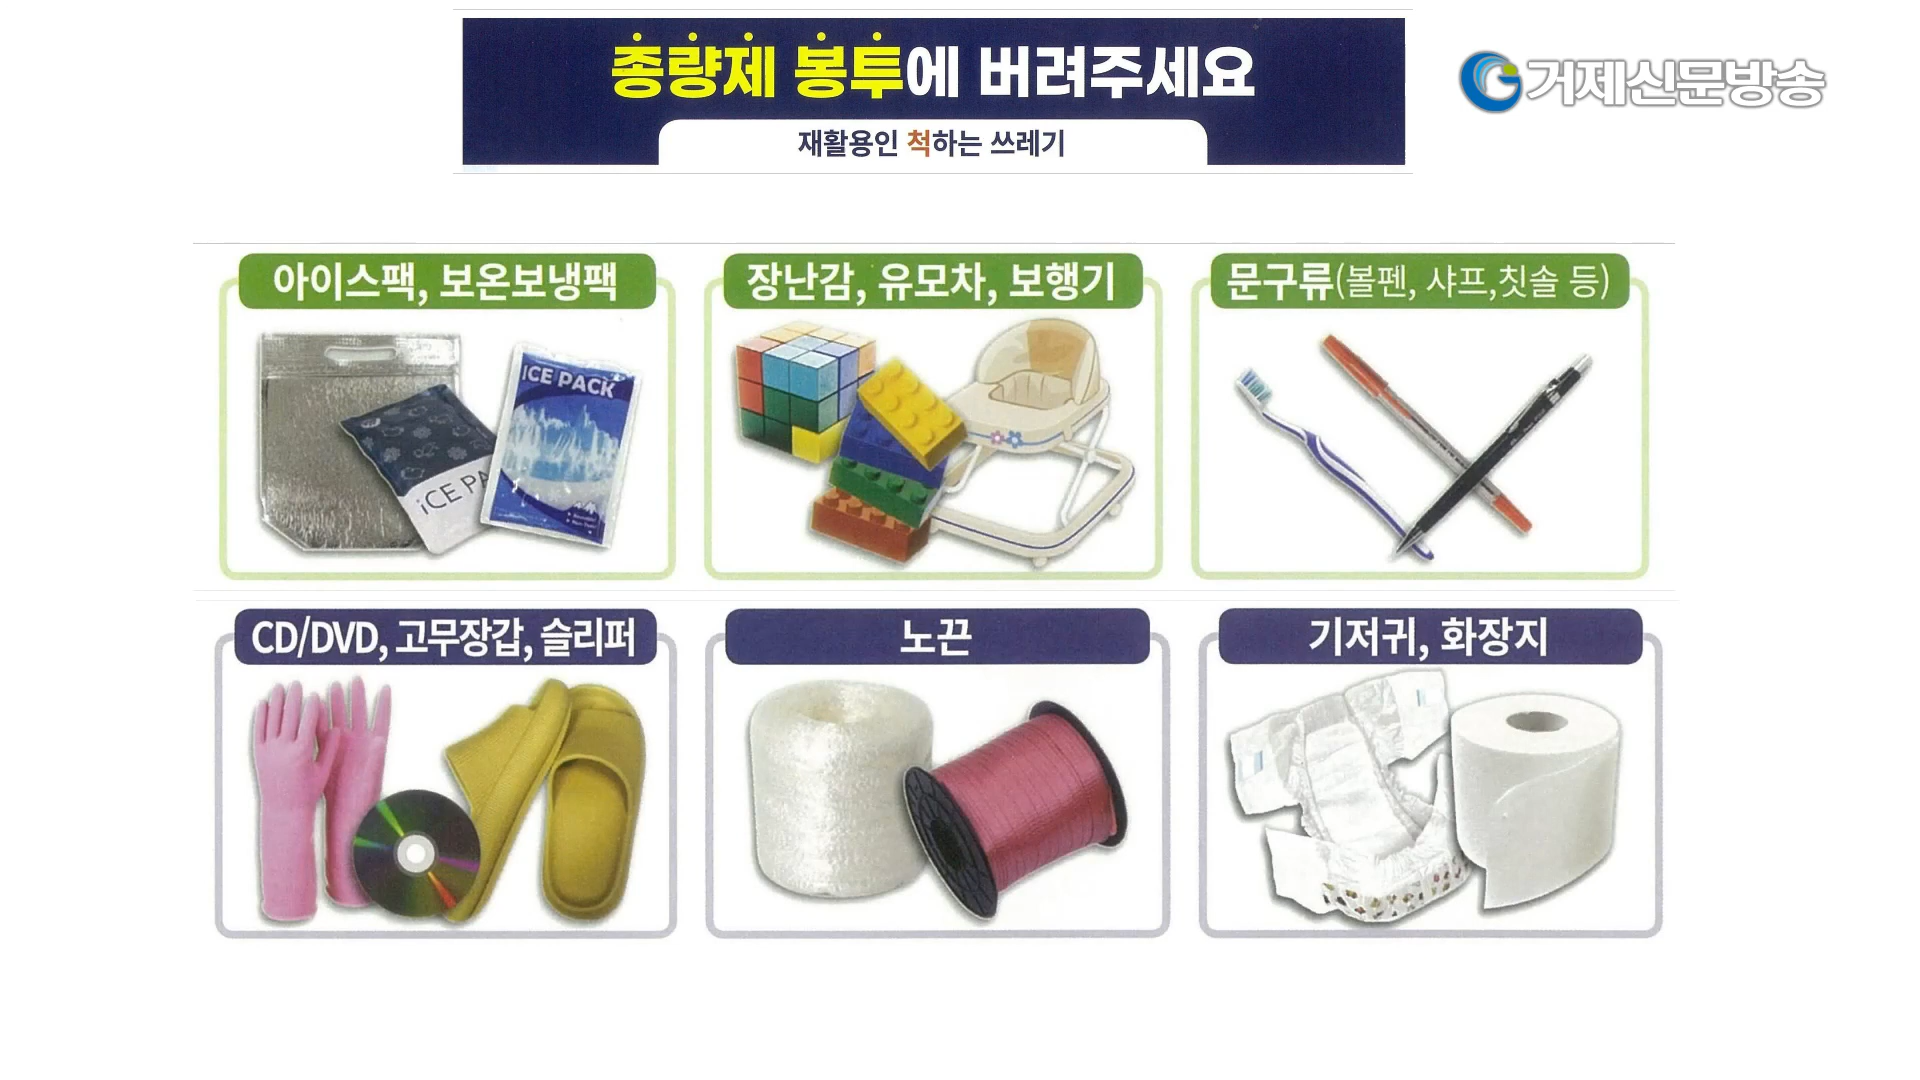 종량제 봉투에 버려주세요
거제신문방송
재활용인 척하는 쓰레기
아이스팩, 보온보냉팩
장난감, 유모차, 보행기
문구류(볼펜, 샤프,칫솔 등)
ICE PACK
iCE PA
CD/DVD, 고무장갑, 슬리퍼
노끈
기저귀, 화장지